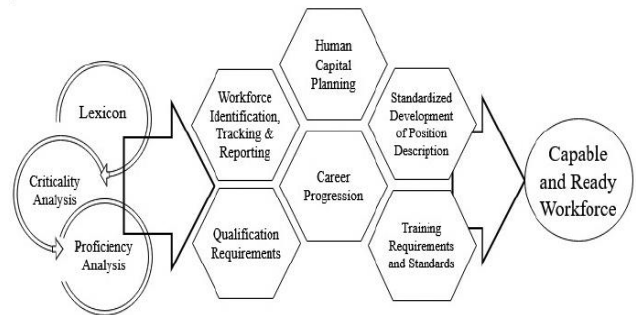 Lexicon
Criticality
Analysis
Proficiency
Analysis
Workforce
Identification,
Tracking &
Reporting
Qualification
Requirements
Human
Capital
Planning
Career
Progression
Standardized
Development
of Position
Description
Training
Requirements
and Standards
Capable
and Ready
Workforce